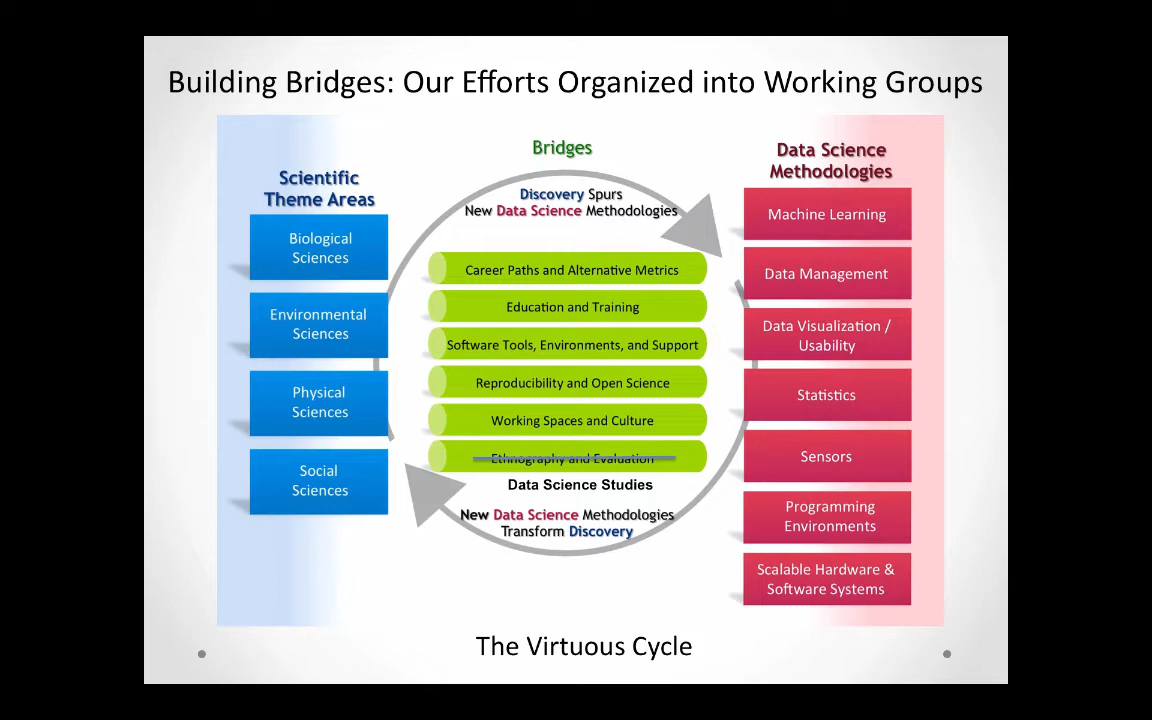 Building Bridges: Our Efforts Organized into Working Groups
Scientific
Theme Areas
Biological
Sciences
Environmental
Sciences
Physical
Sciences
Social
Sciences
Bridges
Discovery Spurs
New Data Science Methodologies
Career Paths and Alternative Metrics
Education and Training
Software Tools, Environments, and Support
Reproducibility and Open Science
Working Spaces and Culture
Ethnography and Evaluation
Data Science Studies
New Data Science Methodologies
Transform Discovery
Data Science
Methodologies
Machine Learning
Data Management
Data Visualization /
Usability
Statistics
Sensors
Programming
Environments
Scalable Hardware &
Software Systems
The Virtuous Cycle